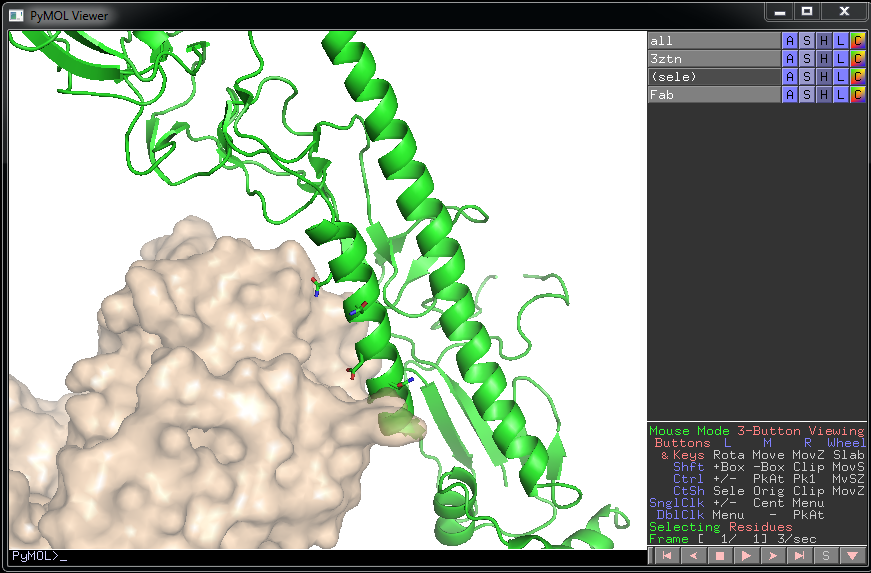 PyMOL Viewer
all A S H L C
3ztn A S H L C
(sele) A S H L C
Fab A S H L C
Mouse Mode 3-Button Viewing
Buttons L M R Wheel
& Keys Rota Move MovZ Slab
Shft +Box -Box Clip MovS
Ctrl +/- PkAt Pk1 MvSZ
CtSh Sele Orig Clip MovZ
SnglClk +/- Cent Menu
DblClk Menu - PkAt
Selecting Residues
Frame [ 1/ 1] 3/sec
PyMOL>_
S